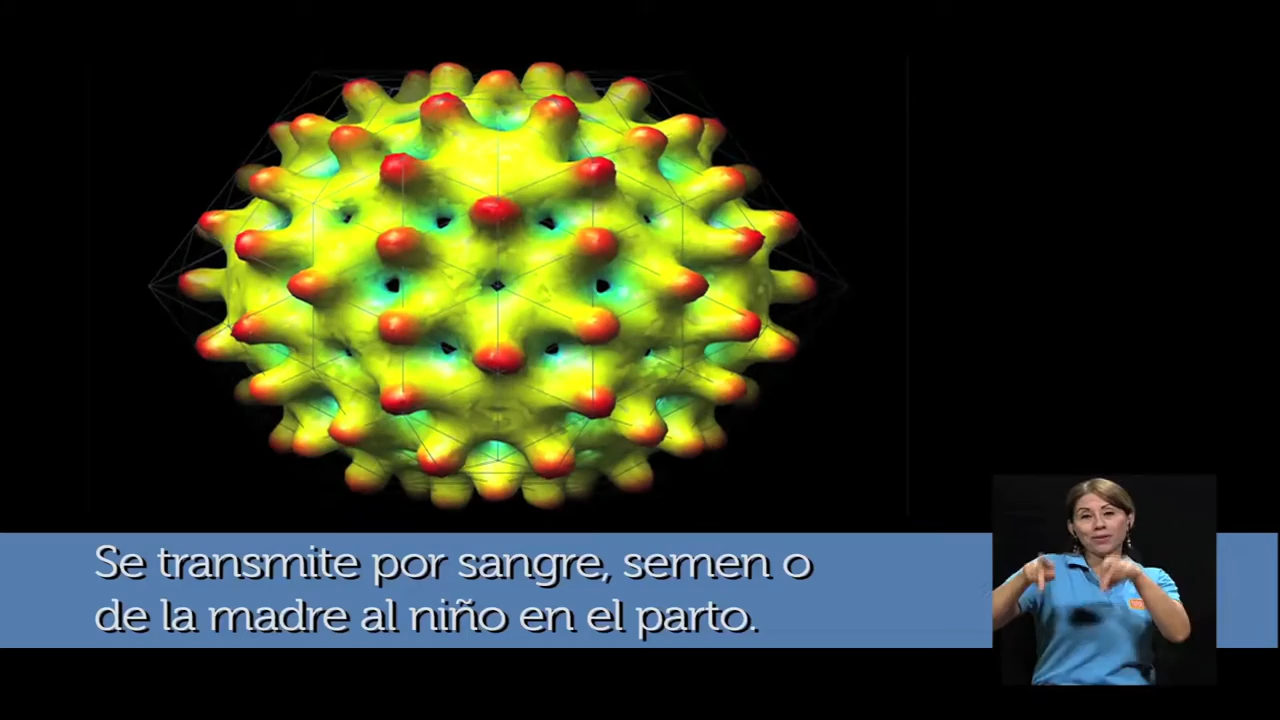 Se transmite por sangre, semen o
de la madre al niño en el parto.